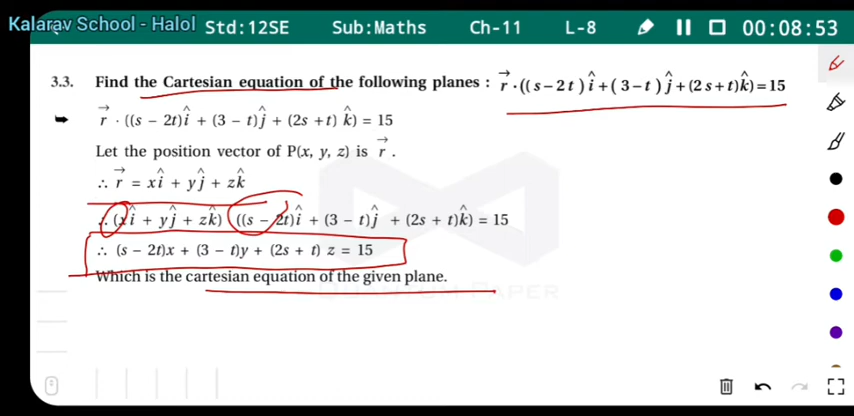 Kalarav School - Halol Std:12SE Sub:Maths Ch-11 L-8 00:08:53
3.3. Find the Cartesian equation of the following planes : r⃗ · ((s – 2t) î + (3 – t) ĵ + (2s + t) k̂) = 15
r⃗ · ((s – 2t)î + (3 – t)ĵ + (2s + t) k̂) = 15
Let the position vector of P(x, y, z) is r⃗ .
∴ r⃗ = xî + yĵ + zk̂
∴ (xî + yĵ + zk̂) ((s – 2t)î + (3 – t)ĵ + (2s + t)k̂) = 15
∴ (s – 2t)x + (3 – t)y + (2s + t) z = 15
Which is the cartesian equation of the given plane.